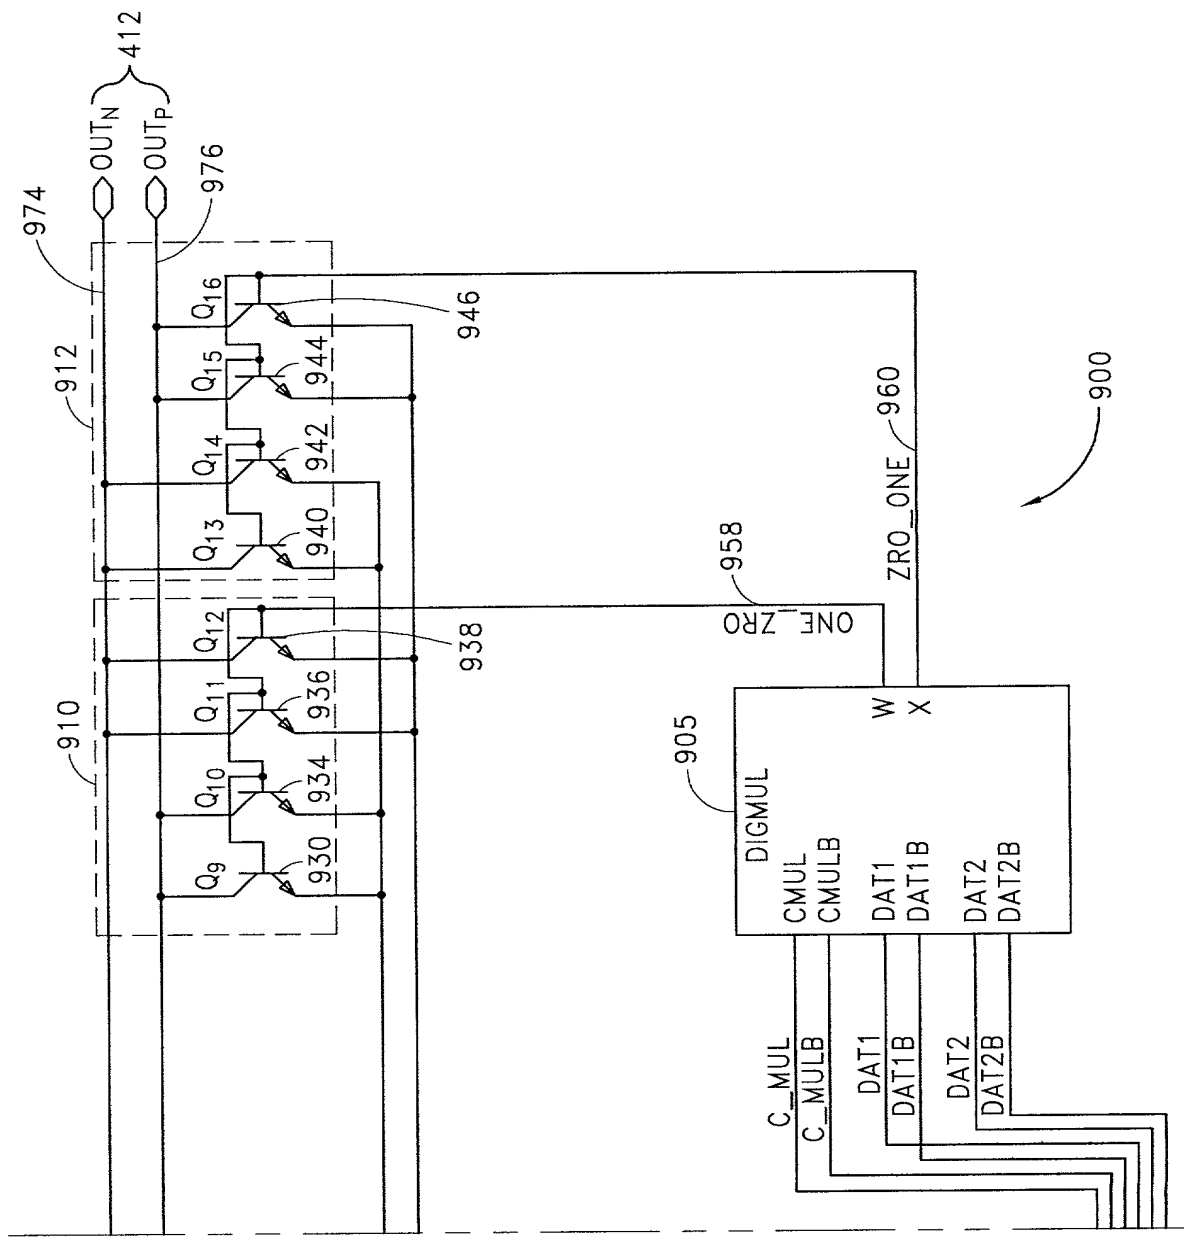 412
OUTN
OUTP
974
976
912
Q16
946
Q15
944
Q14
942
Q13
940
910
Q12
938
Q11
936
Q10
934
Q9
930
958
ONE_ZRO
960
ZRO_ONE
900
905
DIGMUL
W
X
CMUL
CMULB
DAT1
DAT1B
DAT2
DAT2B
C_MUL
C_MULB
DAT1
DAT1B
DAT2
DAT2B